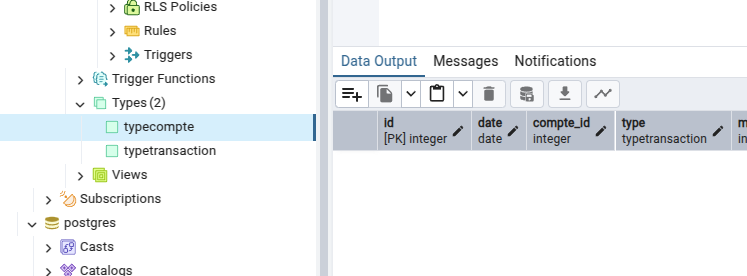 RLS Policies
Rules
Triggers
Trigger Functions
Types (2)
typecompte
typetransaction
Views
Subscriptions
postgres
Casts
Catalogs
Data Output Messages Notifications
id date compte_id type m
[PK] integer date integer typetransaction in